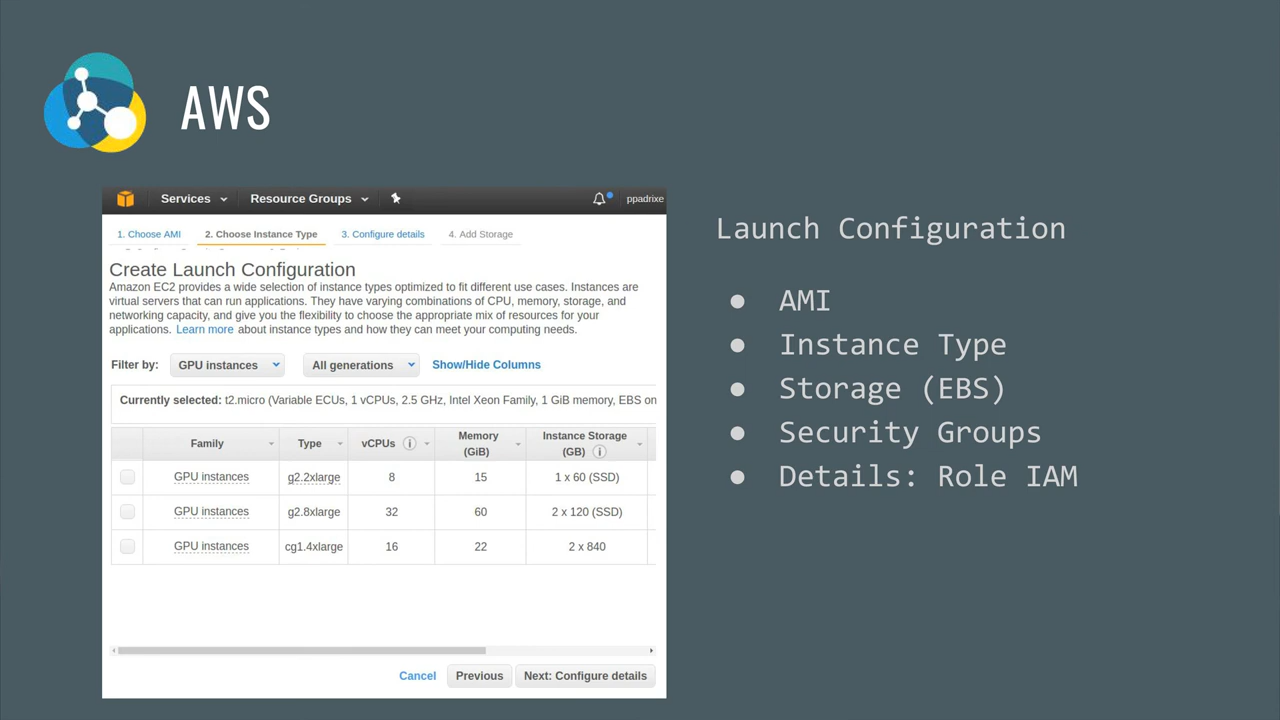 AWS
Services
Resource Groups
ppadrixe
1. Choose AMI
2. Choose Instance Type
3. Configure details
4. Add Storage
Create Launch Configuration
Amazon EC2 provides a wide selection of instance types optimized to fit different use cases. Instances are
virtual servers that can run applications. They have varying combinations of CPU, memory, storage, and
networking capacity, and give you the flexibility to choose the appropriate mix of resources for your
applications. Learn more about instance types and how they can meet your computing needs.
Filter by: GPU instances All generations Show/Hide Columns
Currently selected: t2.micro (Variable ECUs, 1 vCPUs, 2.5 GHz, Intel Xeon Family, 1 GiB memory, EBS on
Family Type vCPUs Memory (GiB) Instance Storage (GB)
GPU instances g2.2xlarge 8 15 1 x 60 (SSD)
GPU instances g2.8xlarge 32 60 2 x 120 (SSD)
GPU instances cg1.4xlarge 16 22 2 x 840
Cancel Previous Next: Configure details
Launch Configuration
● AMI
● Instance Type
● Storage (EBS)
● Security Groups
● Details: Role IAM